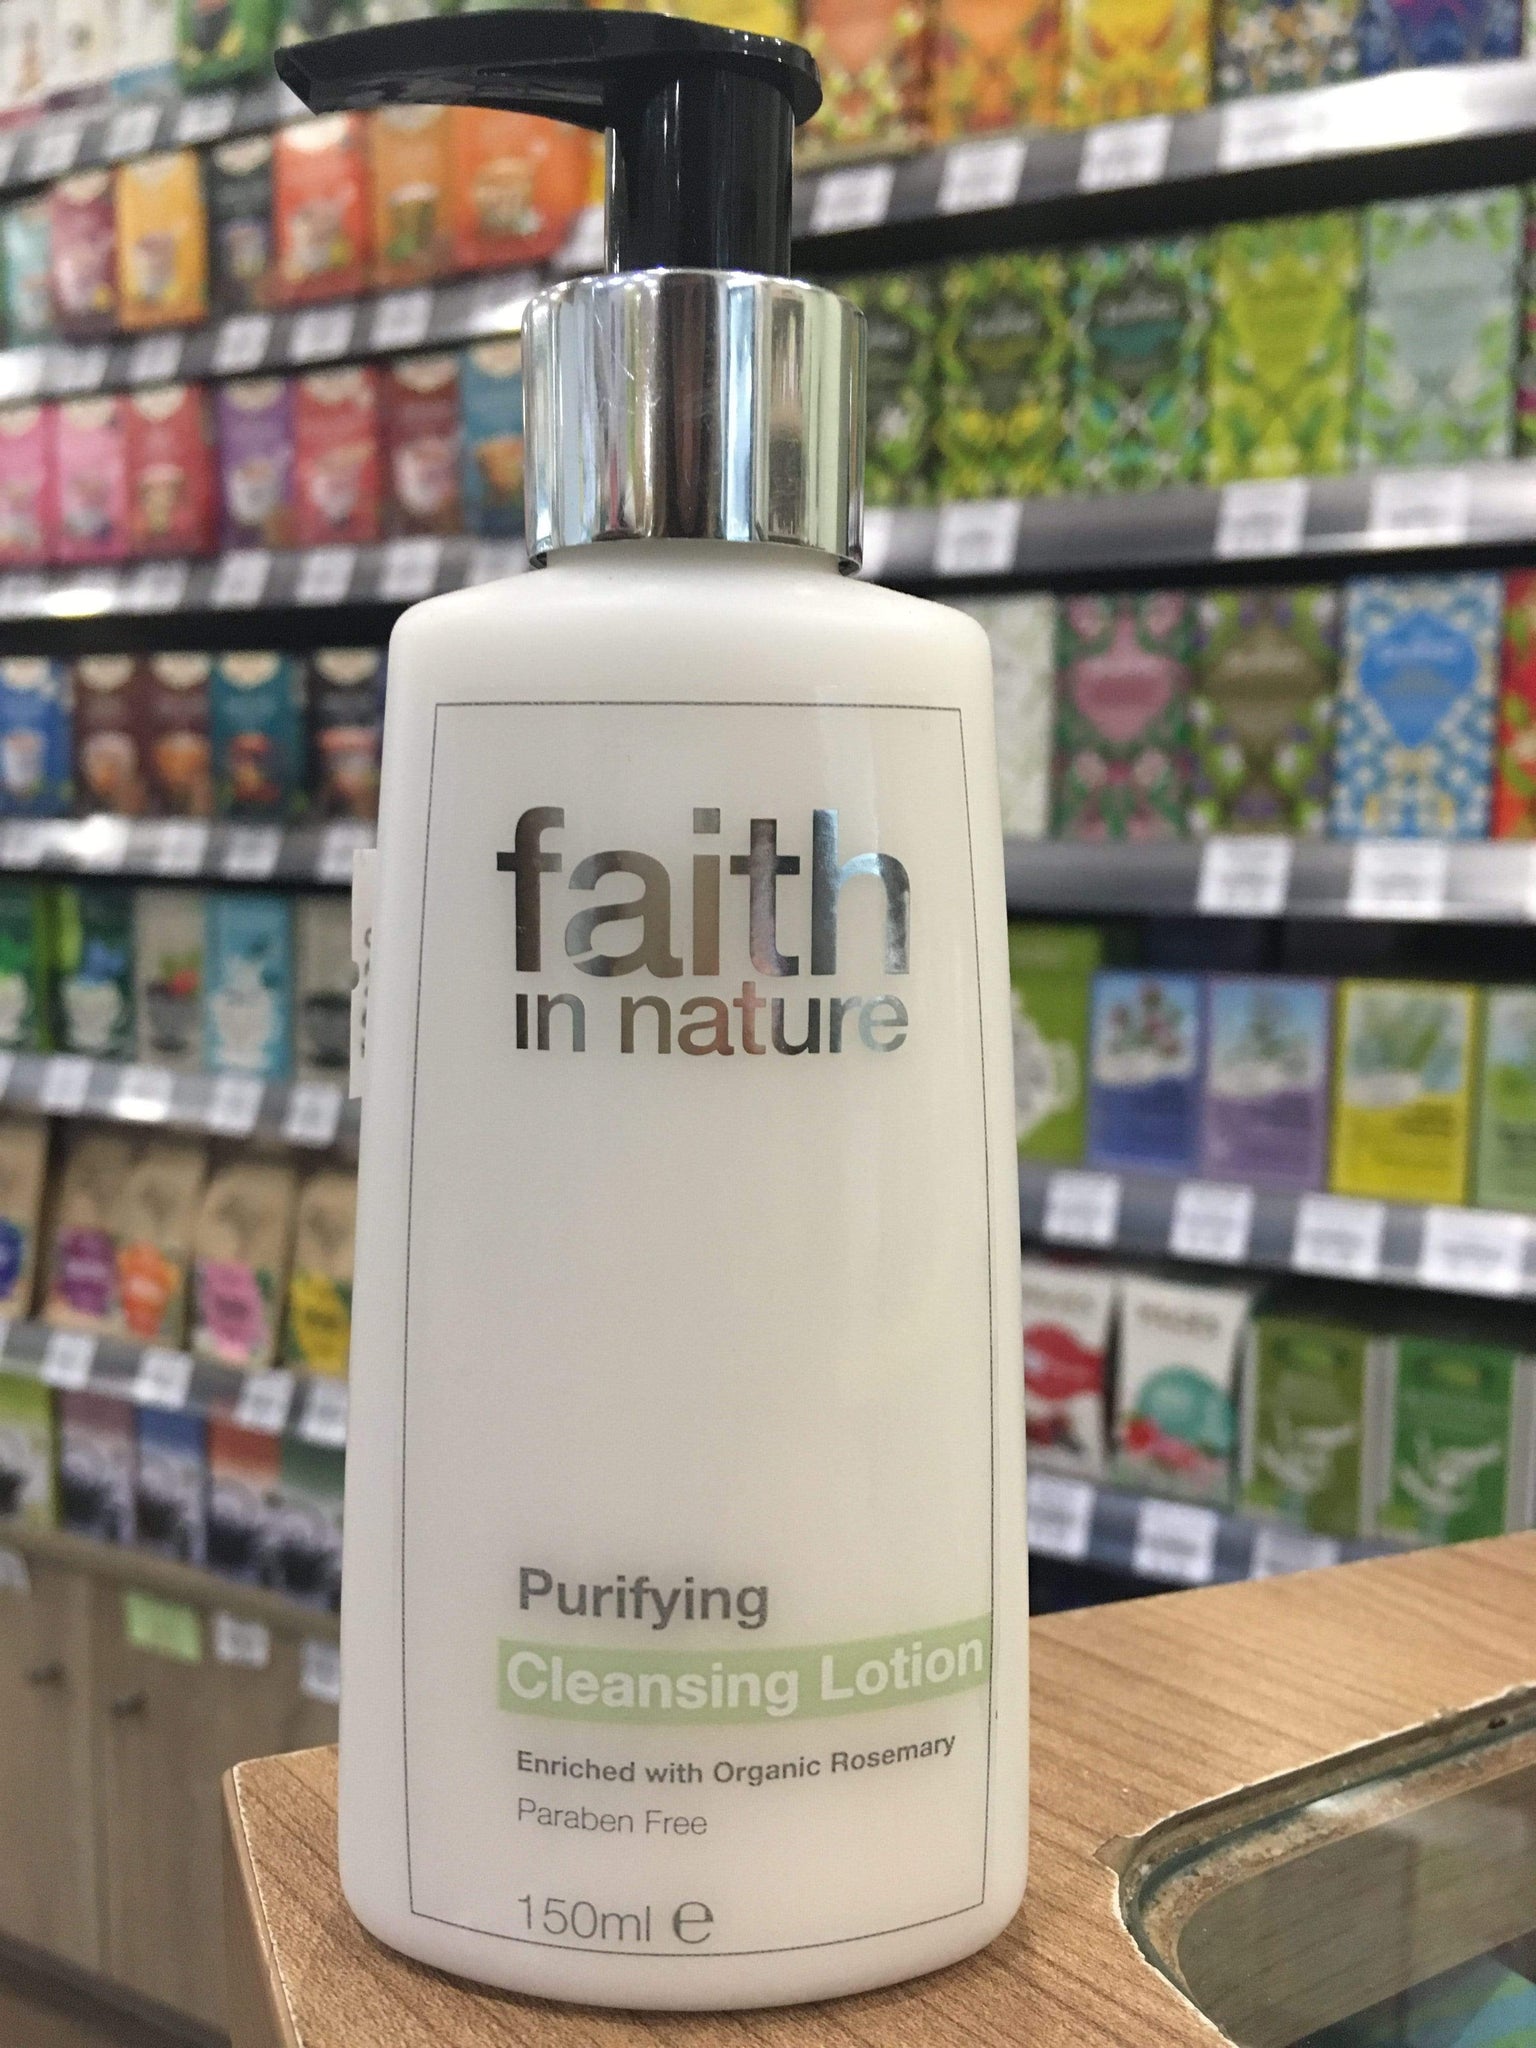 faith
in nature
Purifying
Cleansing Lotion
Enriched with Organic Rosemary
Paraben Free
150ml ℮